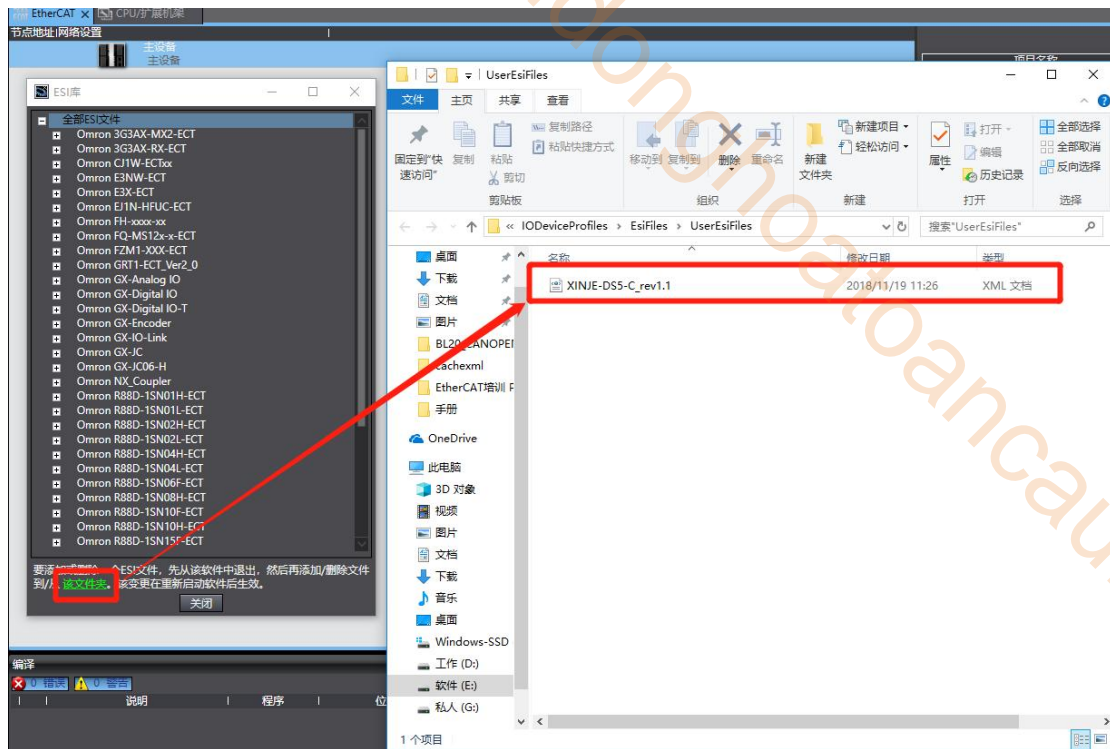 EtherCAT
CPU/扩展机架
节点地址|网络设置
主设备
主设备
项目名称
ESI库
全部ESI文件
Omron 3G3AX-MX2-ECT
Omron 3G3AX-RX-ECT
Omron CJ1W-ECTxx
Omron E3NW-ECT
Omron E3X-ECT
Omron EJ1N-HFUC-ECT
Omron FH-xxxx-xx
Omron FQ-MS12x-x-ECT
Omron FZM1-XXX-ECT
Omron GRT1-ECT_Ver2_0
Omron GX-Analog IO
Omron GX-Digital IO
Omron GX-Digital IO-T
Omron GX-Encoder
Omron GX-IO-Link
Omron GX-JC
Omron GX-JC06-H
Omron NX_Coupler
Omron R88D-1SN01H-ECT
Omron R88D-1SN01L-ECT
Omron R88D-1SN02H-ECT
Omron R88D-1SN02L-ECT
Omron R88D-1SN04H-ECT
Omron R88D-1SN04L-ECT
Omron R88D-1SN06F-ECT
Omron R88D-1SN08H-ECT
Omron R88D-1SN10F-ECT
Omron R88D-1SN10H-ECT
Omron R88D-1SN15F-ECT
个ESI文件，先从该软件中退出，然后再添加/删除文件
到/从 该文件夹。该变更在重新启动软件后生效。
关闭
编译
0 错误
0 警告
说明
程序
位
UserEsiFiles
文件
主页
共享
查看
固定到"快
速访问"
复制
粘贴
复制路径
粘贴快捷方式
剪切
剪贴板
移动到
复制到
删除
重命名
组织
新建
文件夹
新建项目
轻松访问
新建
属性
打开
编辑
历史记录
打开
全部选择
全部取消
反向选择
选择
« IODeviceProfiles › EsiFiles › UserEsiFiles
搜索"UserEsiFiles"
名称
修改日期
类型
XINJE-DS5-C_rev1.1
2018/11/19 11:26
XML 文档
桌面
下载
文档
图片
cachexml
EtherCAT培训
手册
OneDrive
此电脑
3D 对象
视频
图片
文档
下载
音乐
桌面
Windows-SSD
工作 (D:)
软件 (E:)
私人 (G:)
1 个项目